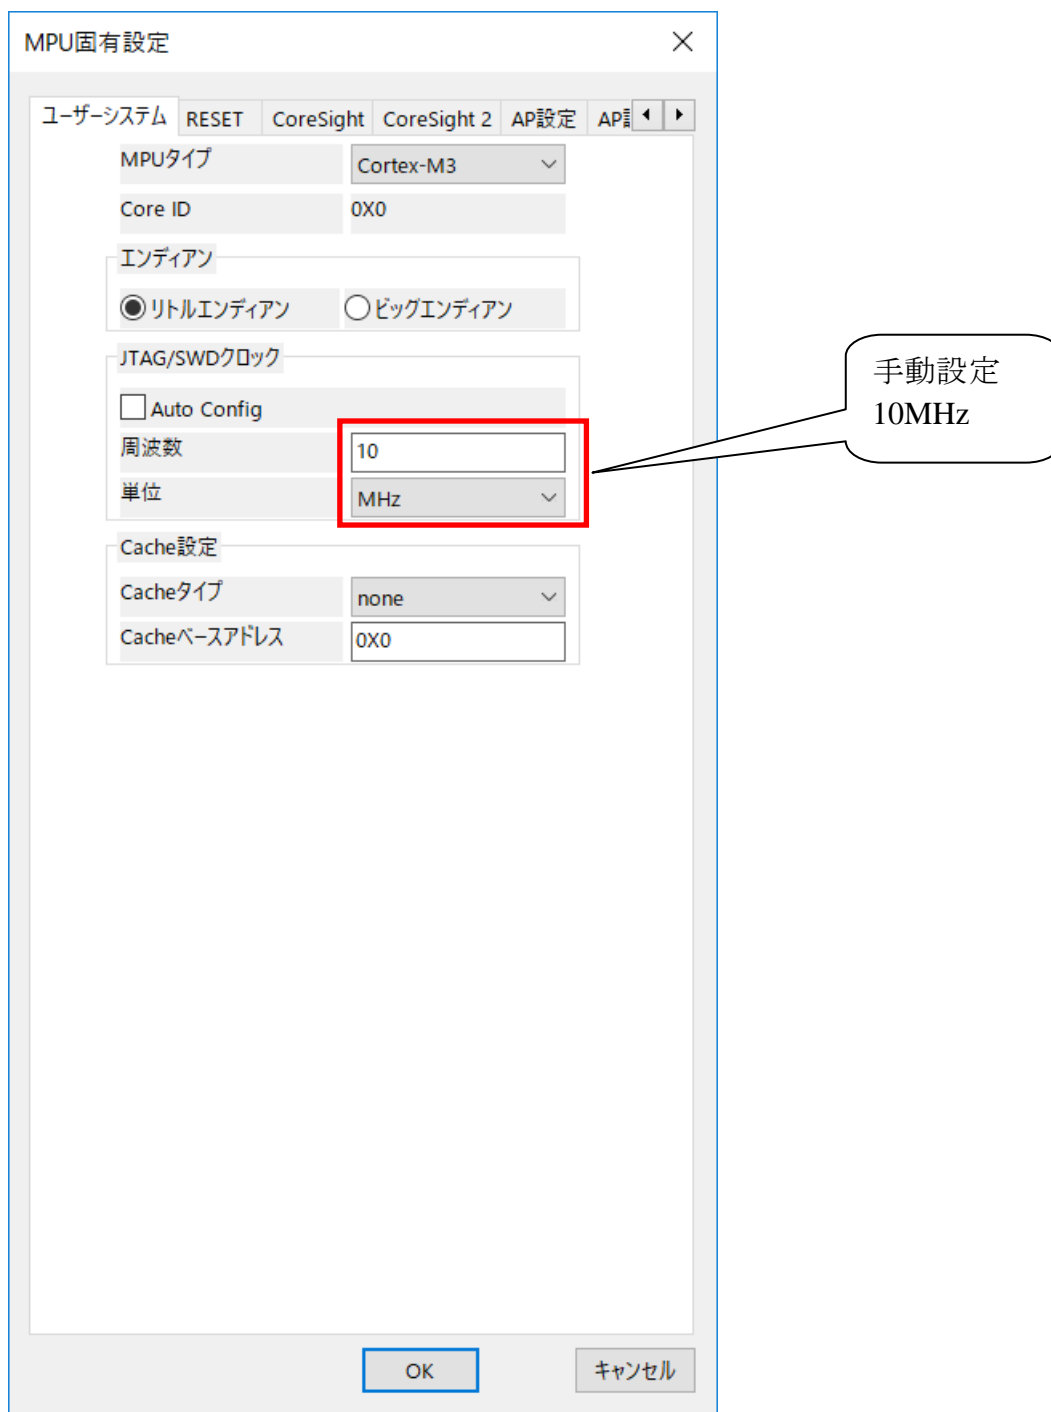 MPU固有設定
ユーザーシステム RESET CoreSight CoreSight 2 AP設定
MPUタイプ Cortex-M3
Core ID 0X0
エンディアン
リトルエンディアン ビッグエンディアン
JTAG/SWDクロック
Auto Config
周波数 10
単位 MHz
Cache設定
Cacheタイプ none
Cacheベースアドレス 0X0
OK キャンセル
手動設定
10MHz